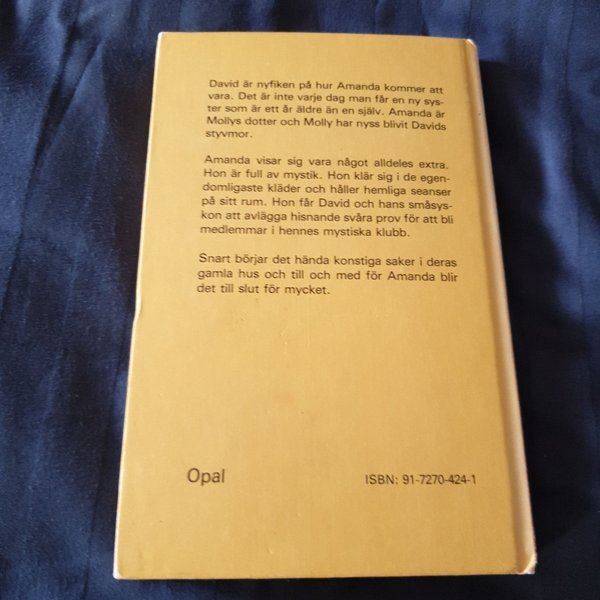 David är nyfiken på hur Amanda kommer att
vara. Det är inte varje dag man får en ny sys-
ter som är ett år äldre än en själv. Amanda är
Mollys dotter och Molly har nyss blivit Davids
styvmor.
Amanda visar sig vara något alldeles extra.
Hon är full av mystik. Hon klär sig i de egen-
domligaste kläder och håller hemliga seanser
på sitt rum. Hon får David och hans småsys-
kon att avlägga hisnande svåra prov för att bli
medlemmar i hennes mystiska klubb.
Snart börjar det hända konstiga saker i deras
gamla hus och till och med för Amanda blir
det till slut för mycket.
Opal
ISBN: 91-7270-424-1